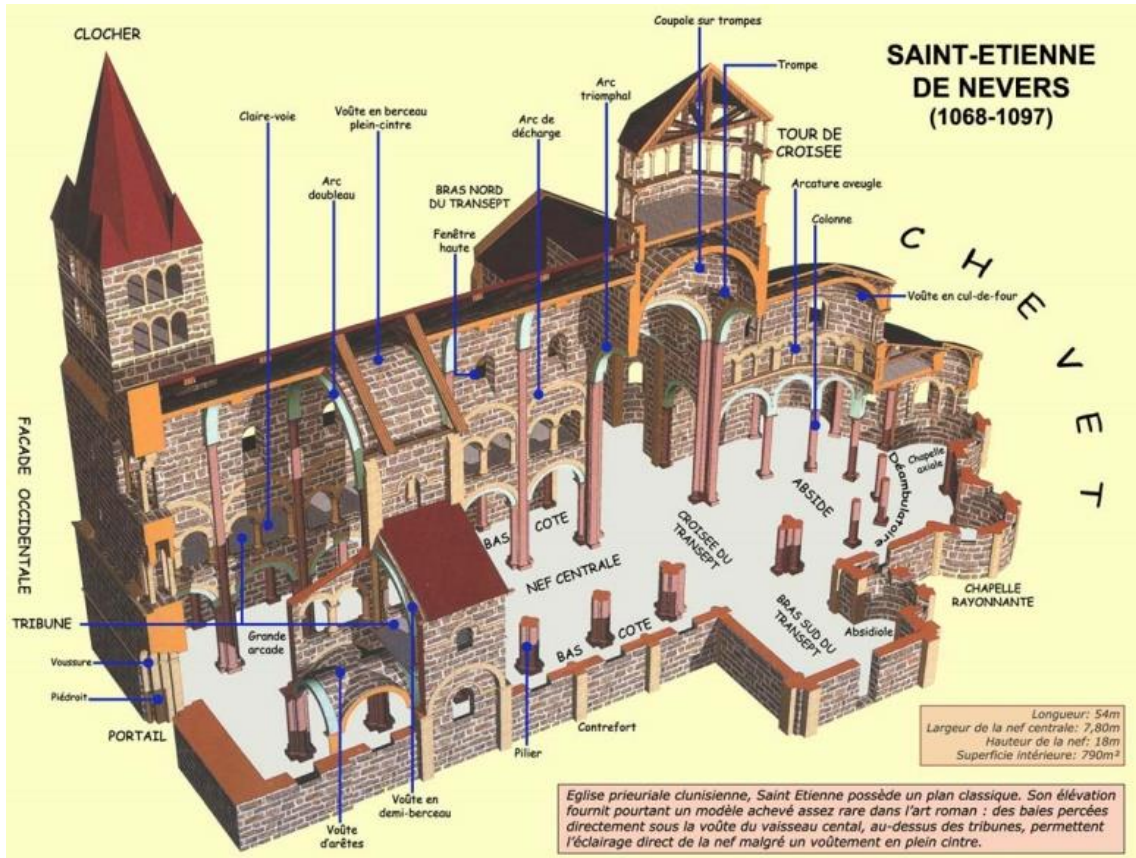 CLOCHER
Coupole sur trompes
SAINT-ETIENNE
DE NEVERS
(1068-1097)
Claire-voie
Voûte en berceau
plein-cintre
Arc
triomphal
Trompe
Arc de
décharge
TOUR DE
CROISEE
Arc
doubleau
BRAS NORD
DU TRANSEPT
Arcature aveugle
Fenêtre
haute
Colonne
CHEVET
Voûte en cul-de-four
FACADE OCCIDENTALE
Chapelle
axiale
Déambulatoire
ABSIDE
BAS COTE
CROISEE DU
TRANSEPT
NEF CENTRALE
CHAPELLE
RAYONNANTE
TRIBUNE
Grande
arcade
BAS COTE
BRAS SUD DU
TRANSEPT
Absidiole
Voussure
Piédroit
PORTAIL
Contrefort
Pilier
Voûte en
demi-berceau
Voûte
d'arêtes
Longueur: 54m
Largeur de la nef centrale: 7,80m
Hauteur de la nef: 18m
Superficie intérieure: 790m²
Eglise prieuriale clunisienne, Saint Etienne possède un plan classique. Son élévation
fournit pourtant un modèle achevé assez rare dans l'art roman : des baies percées
directement sous la voûte du vaisseau cental, au-dessus des tribunes, permettent
l'éclairage direct de la nef malgré un voûtement en plein cintre.